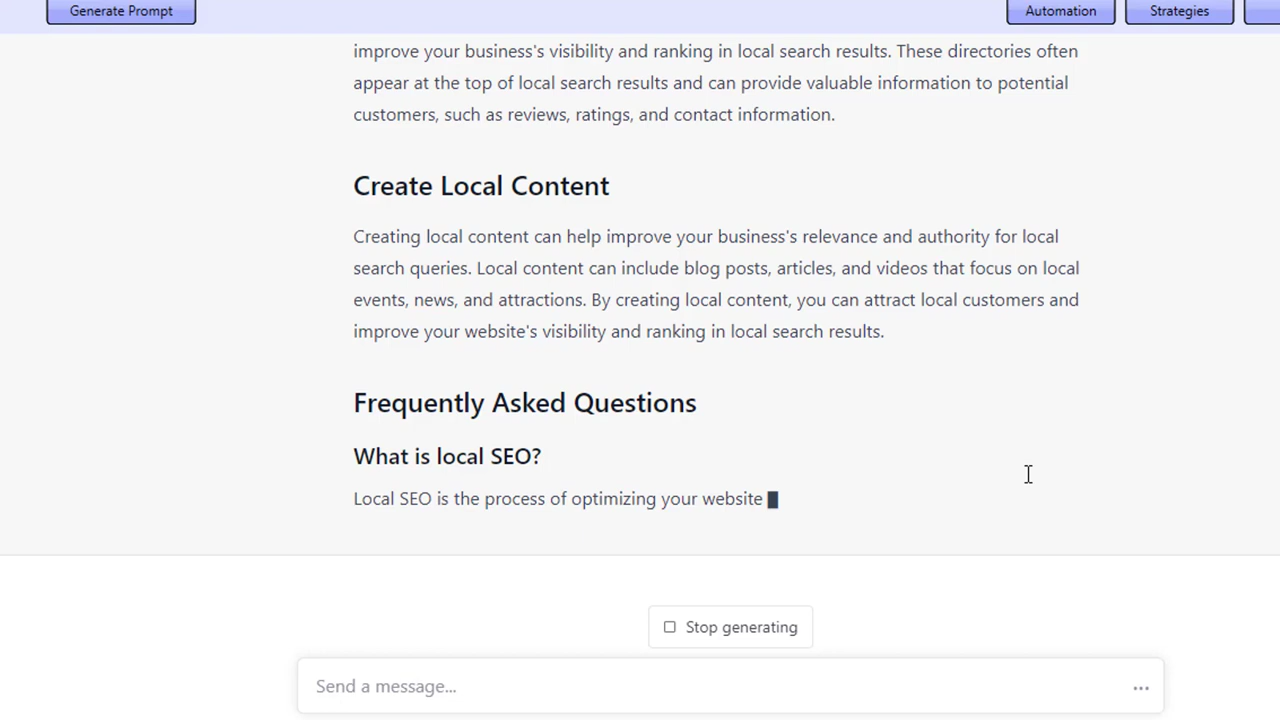 Generate Prompt
Automation
Strategies
improve your business's visibility and ranking in local search results. These directories often
appear at the top of local search results and can provide valuable information to potential
customers, such as reviews, ratings, and contact information.
Create Local Content
Creating local content can help improve your business's relevance and authority for local
search queries. Local content can include blog posts, articles, and videos that focus on local
events, news, and attractions. By creating local content, you can attract local customers and
improve your website's visibility and ranking in local search results.
Frequently Asked Questions
What is local SEO?
Local SEO is the process of optimizing your website
Stop generating
Send a message...